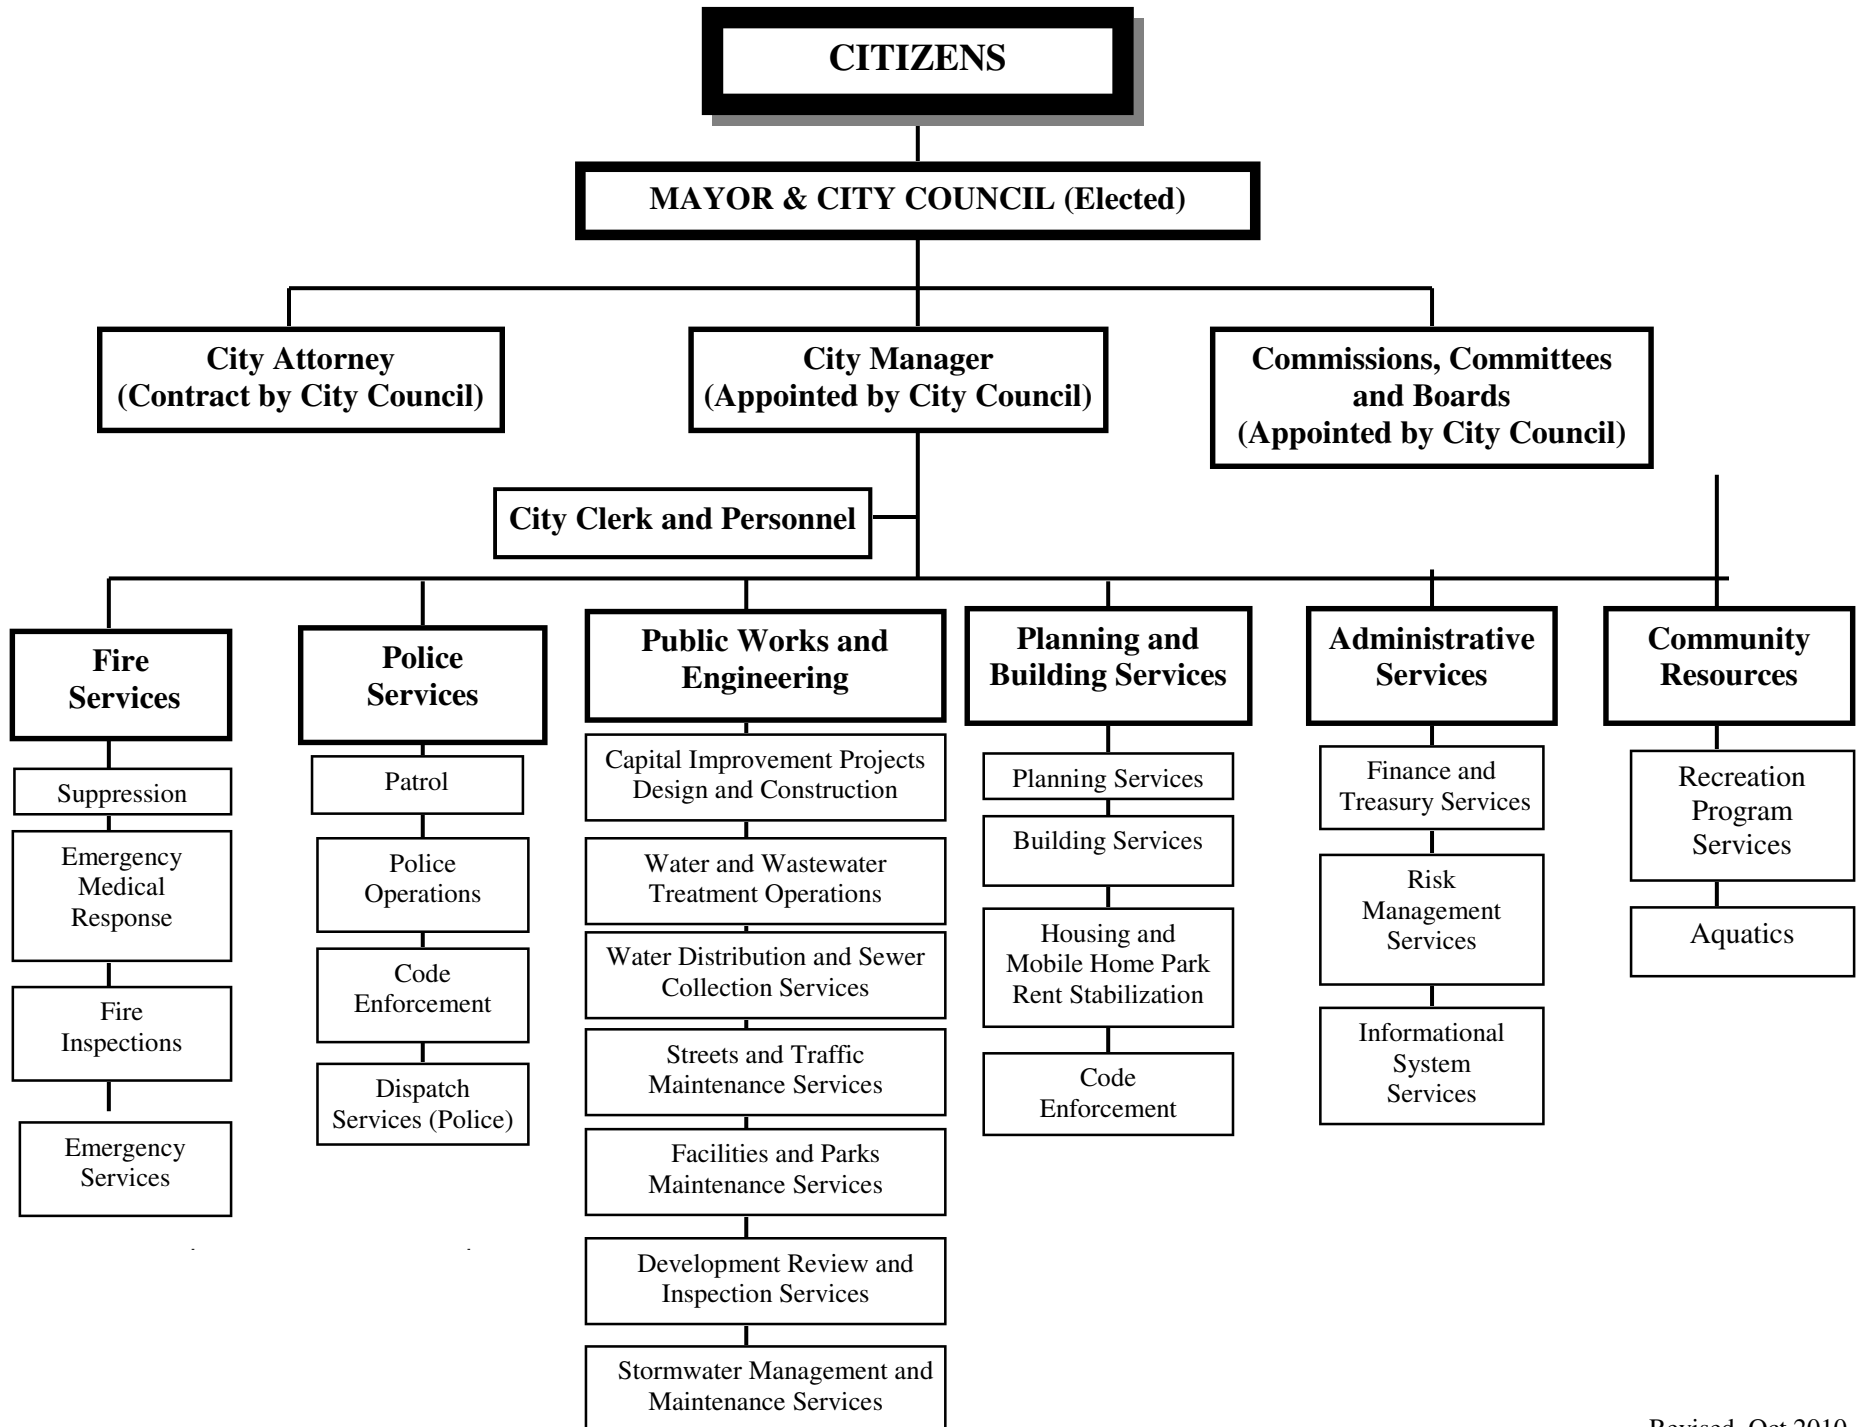 CITIZENS
MAYOR & CITY COUNCIL (Elected)
City Attorney
(Contract by City Council)
City Manager
(Appointed by City Council)
Commissions, Committees
and Boards
(Appointed by City Council)
City Clerk and Personnel
Fire
Services
Suppression
Emergency
Medical
Response
Fire
Inspections
Emergency
Services
Police
Services
Patrol
Police
Operations
Code
Enforcement
Dispatch
Services (Police)
Public Works and
Engineering
Capital Improvement Projects
Design and Construction
Water and Wastewater
Treatment Operations
Water Distribution and Sewer
Collection Services
Streets and Traffic
Maintenance Services
Facilities and Parks
Maintenance Services
Development Review and
Inspection Services
Stormwater Management and
Maintenance Services
Planning and
Building Services
Planning Services
Building Services
Housing and
Mobile Home Park
Rent Stabilization
Code
Enforcement
Administrative
Services
Finance and
Treasury Services
Risk
Management
Services
Informational
System
Services
Community
Resources
Recreation
Program
Services
Aquatics
Revised Oct 2010